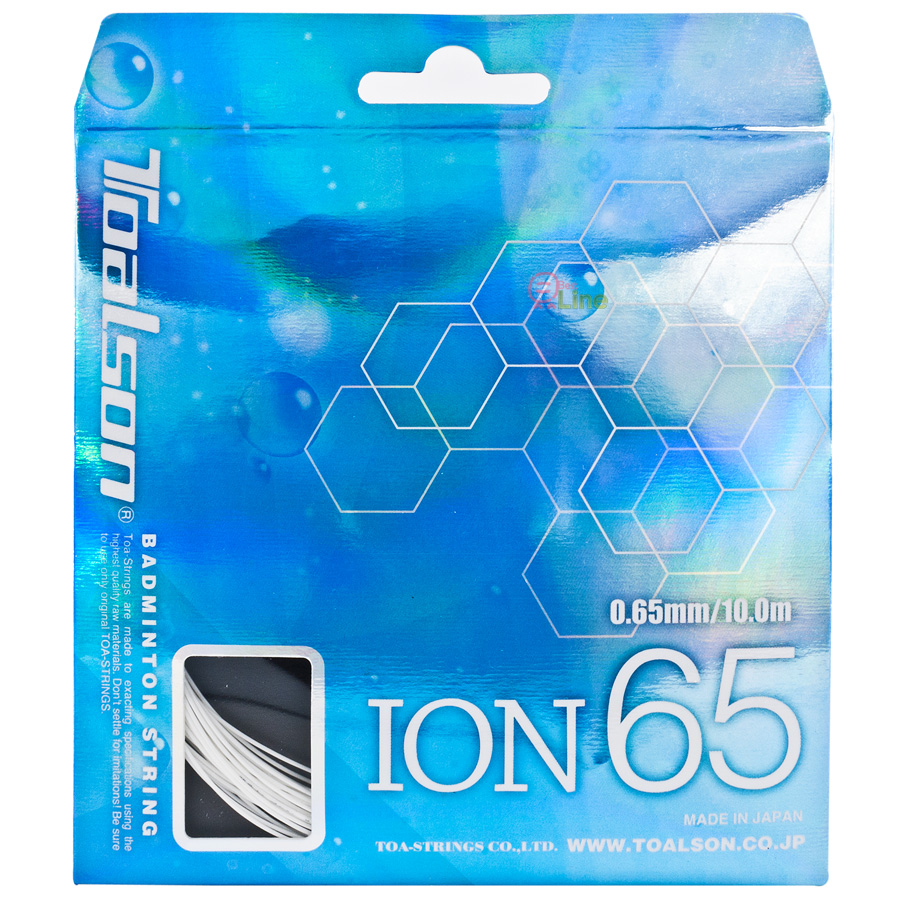 Toalson®
BADMINTON STRING
Toa-Strings are made to exacting specifications using the
highest quality raw materials. Don't settle for imitations! Be sure
to use only original TOA-STRINGS.
Line
0.65mm/10.0m
ION 65
MADE IN JAPAN
TOA-STRINGS CO.,LTD. WWW.TOALSON.CO.JP